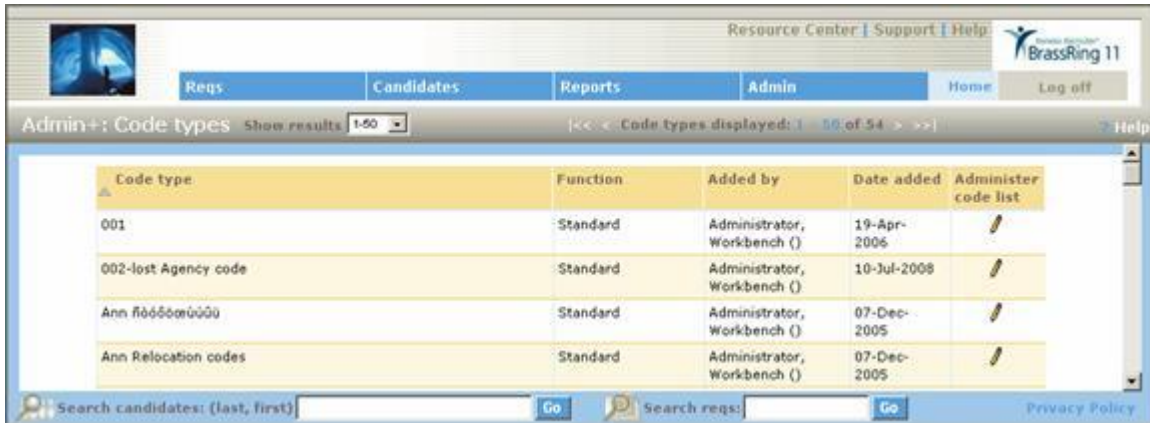 Resource Center | Support | Help
BrassRing 11
Reqs Candidates Reports Admin Home Log off
Admin+: Code types Show results 1-50 |<< < Code types displayed: 1 - 50 of 54 > >>| ? Help
Code type Function Added by Date added Administer
code list
001 Standard Administrator, 19-Apr-
Workbench () 2006
002-lost Agency code Standard Administrator, 10-Jul-2008
Workbench ()
Ann Standard Administrator, 07-Dec-
Workbench () 2005
Ann Relocation codes Standard Administrator, 07-Dec-
Workbench () 2005
Search candidates: (last, first) Go Search reqs: Go Privacy Policy